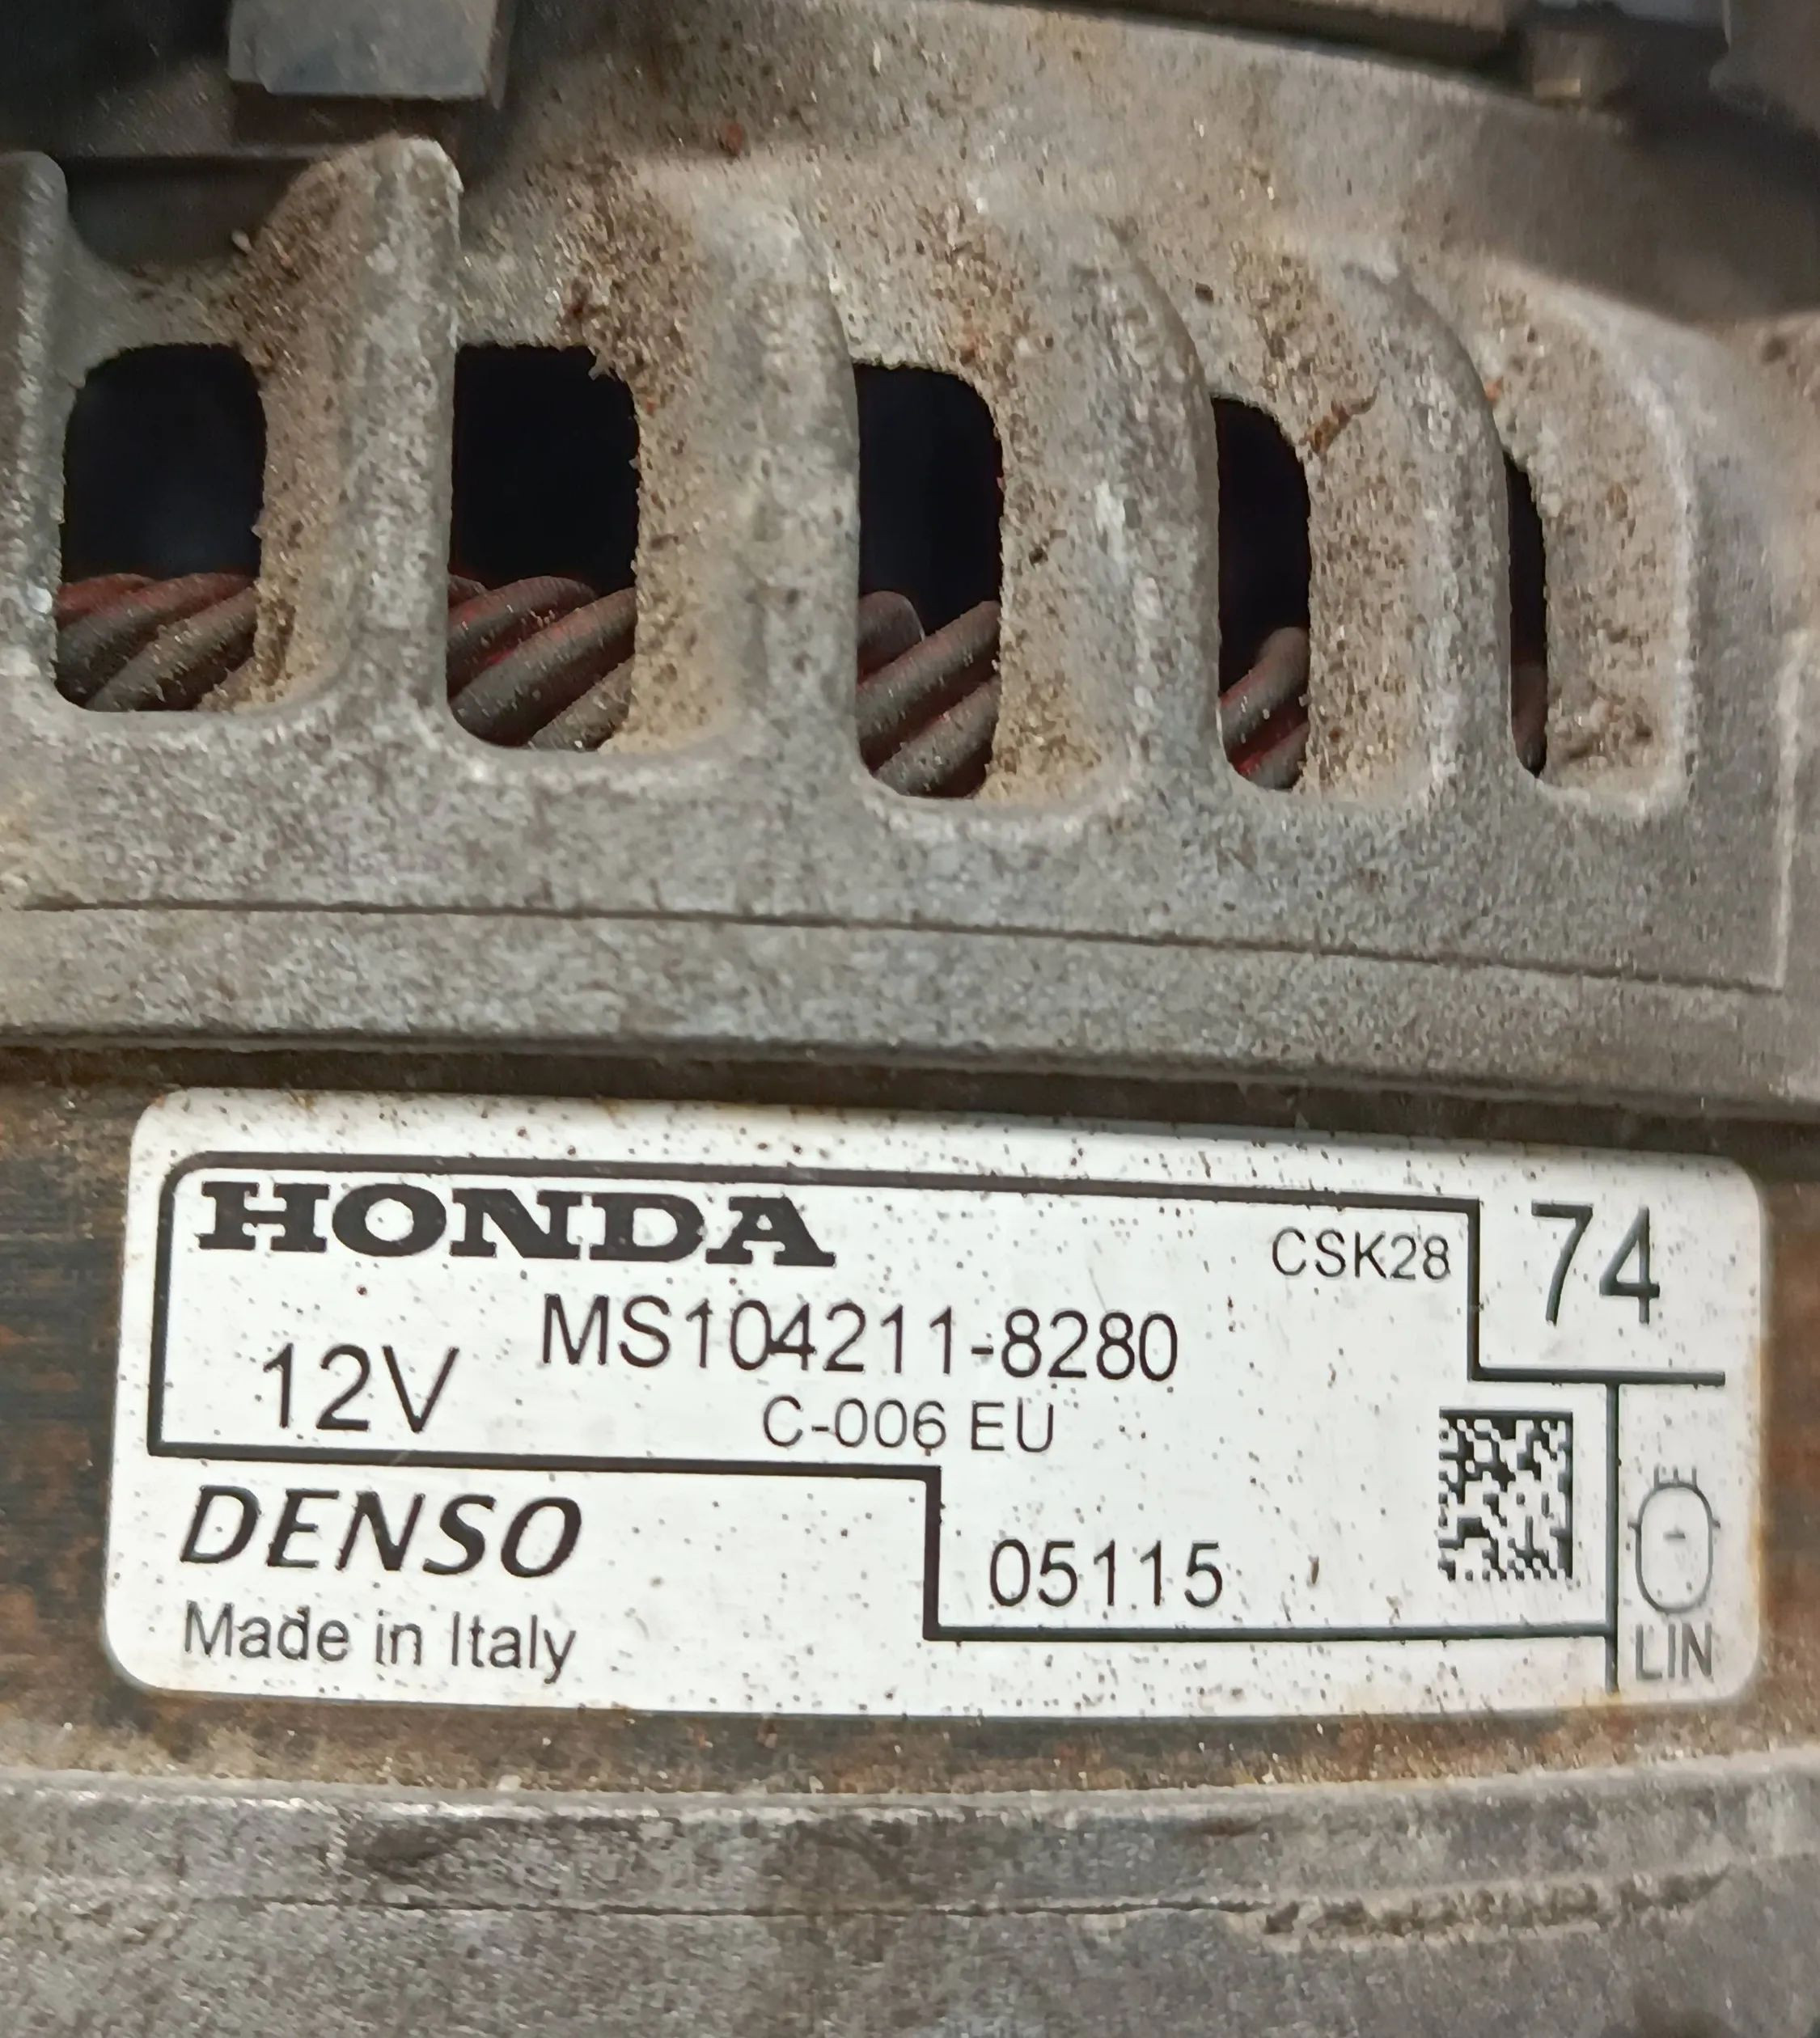 HONDA
CSK28
74
MS104211-8280
12V
C-006 EU
DENSO
05115
Made in Italy
E
LIN